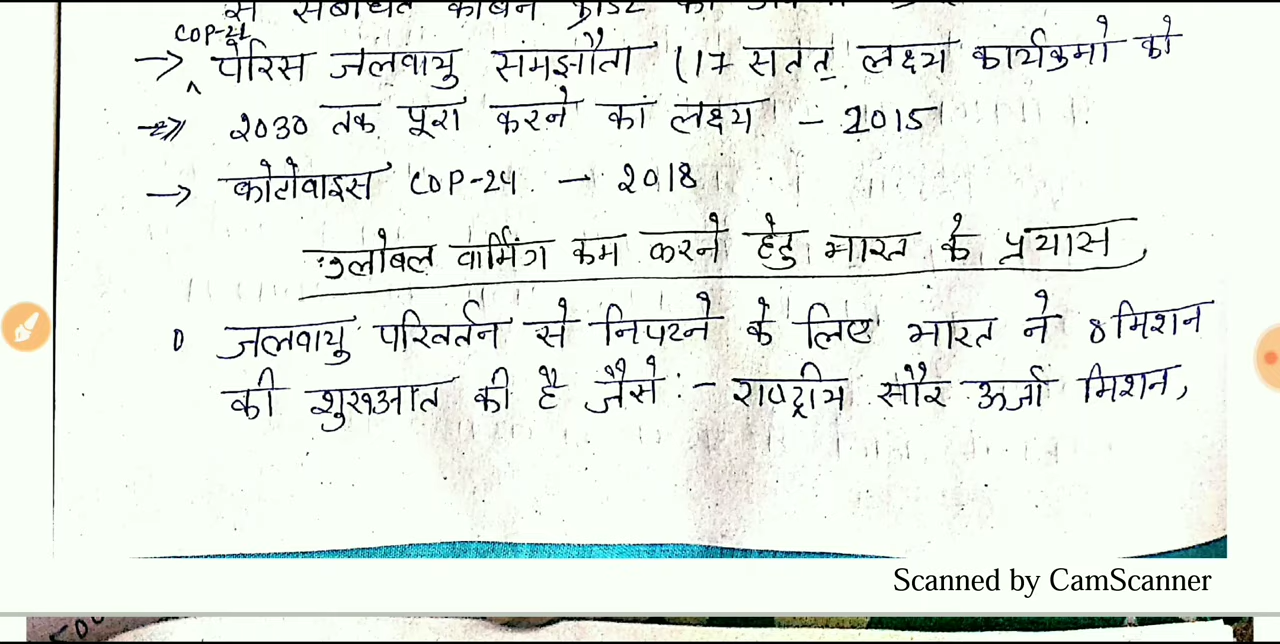 से संबंधित कार्बन क्रेडिट
COP-21
→ पेरिस जलवायु समझौता (17 सतत् लक्ष्य कार्यक्रमो को
⇒ 2030 तक पूरा करने का लक्ष्य - 2015
→ कोटोवाइस COP-24 - 2018
ग्लोबल वार्मिंग कम करने हेतु भारत के प्रयास
जलवायु परिवर्तन से निपटने के लिए भारत ने 8 मिशन
की शुरुआत की है जैसे :- राष्ट्रीय सौर ऊर्जा मिशन,
Scanned by CamScanner